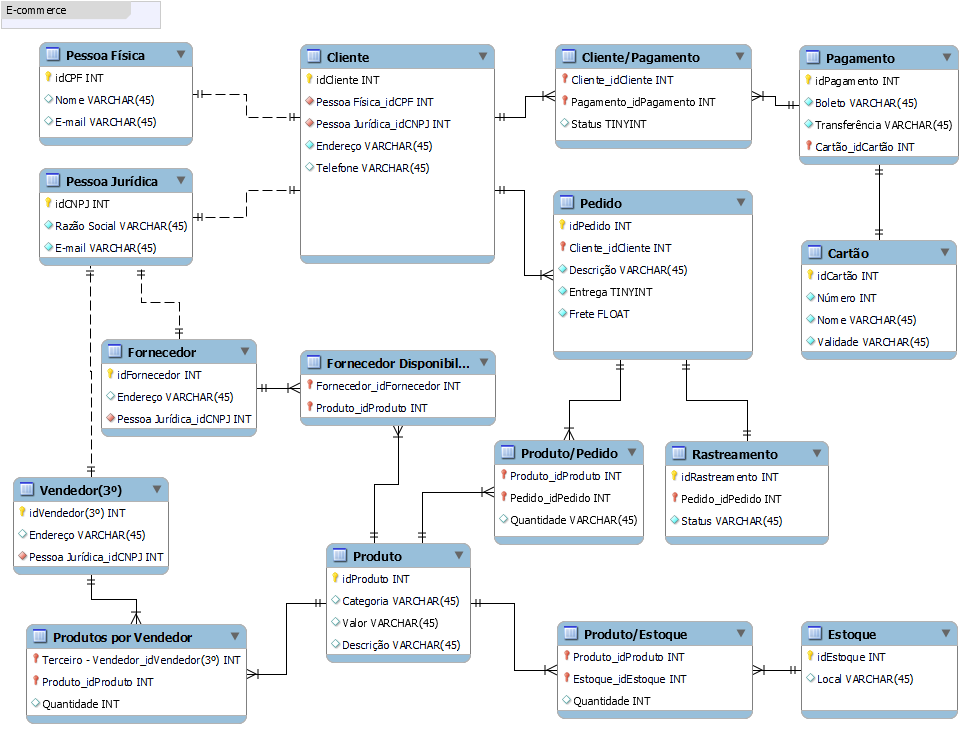 E-commerce
Pessoa Física
idCPF INT
Nome VARCHAR(45)
E-mail VARCHAR(45)
Cliente
idCliente INT
Pessoa Física_idCPF INT
Pessoa Jurídica_idCNPJ INT
Endereço VARCHAR(45)
Telefone VARCHAR(45)
Cliente/Pagamento
Cliente_idCliente INT
Pagamento_idPagamento INT
Status TINYINT
Pagamento
idPagamento INT
Boleto VARCHAR(45)
Transferência VARCHAR(45)
Cartão_idCartão INT
Pessoa Jurídica
idCNPJ INT
Razão Social VARCHAR(45)
E-mail VARCHAR(45)
Pedido
idPedido INT
Cliente_idCliente INT
Descrição VARCHAR(45)
Entrega TINYINT
Frete FLOAT
Cartão
idCartão INT
Número INT
Nome VARCHAR(45)
Validade VARCHAR(45)
Fornecedor
idFornecedor INT
Endereço VARCHAR(45)
Pessoa Jurídica_idCNPJ INT
Fornecedor Disponibil...
Fornecedor_idFornecedor INT
Produto_idProduto INT
Produto/Pedido
Produto_idProduto INT
Pedido_idPedido INT
Quantidade VARCHAR(45)
Rastreamento
idRastreamento INT
Pedido_idPedido INT
Status VARCHAR(45)
Vendedor(3º)
idVendedor(3º) INT
Endereço VARCHAR(45)
Pessoa Jurídica_idCNPJ INT
Produto
idProduto INT
Categoria VARCHAR(45)
Valor VARCHAR(45)
Descrição VARCHAR(45)
Produtos por Vendedor
Terceiro - Vendedor_idVendedor(3º) INT
Produto_idProduto INT
Quantidade INT
Produto/Estoque
Produto_idProduto INT
Estoque_idEstoque INT
Quantidade INT
Estoque
idEstoque INT
Local VARCHAR(45)